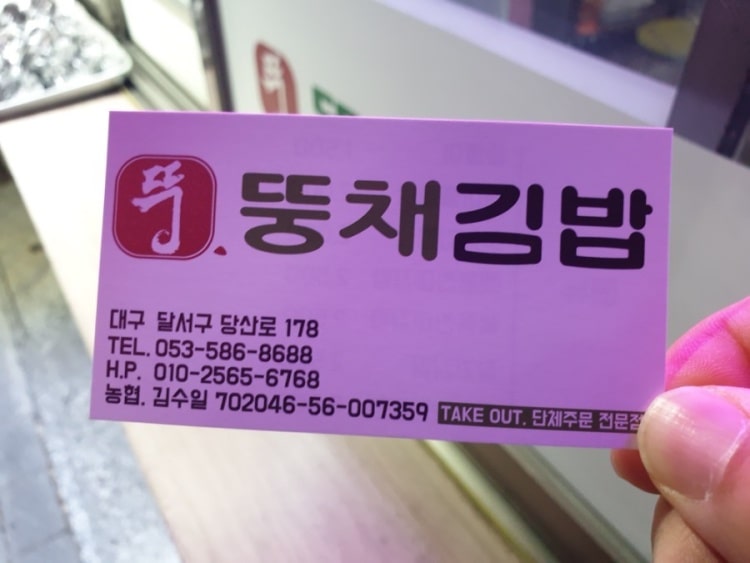 뚱
뚱채김밥
대구 달서구 당산로 178
TEL. 053-586-8688
H.P. 010-2565-6768
농협. 김수일 702046-56-007359
TAKE OUT. 단체주문 전문점